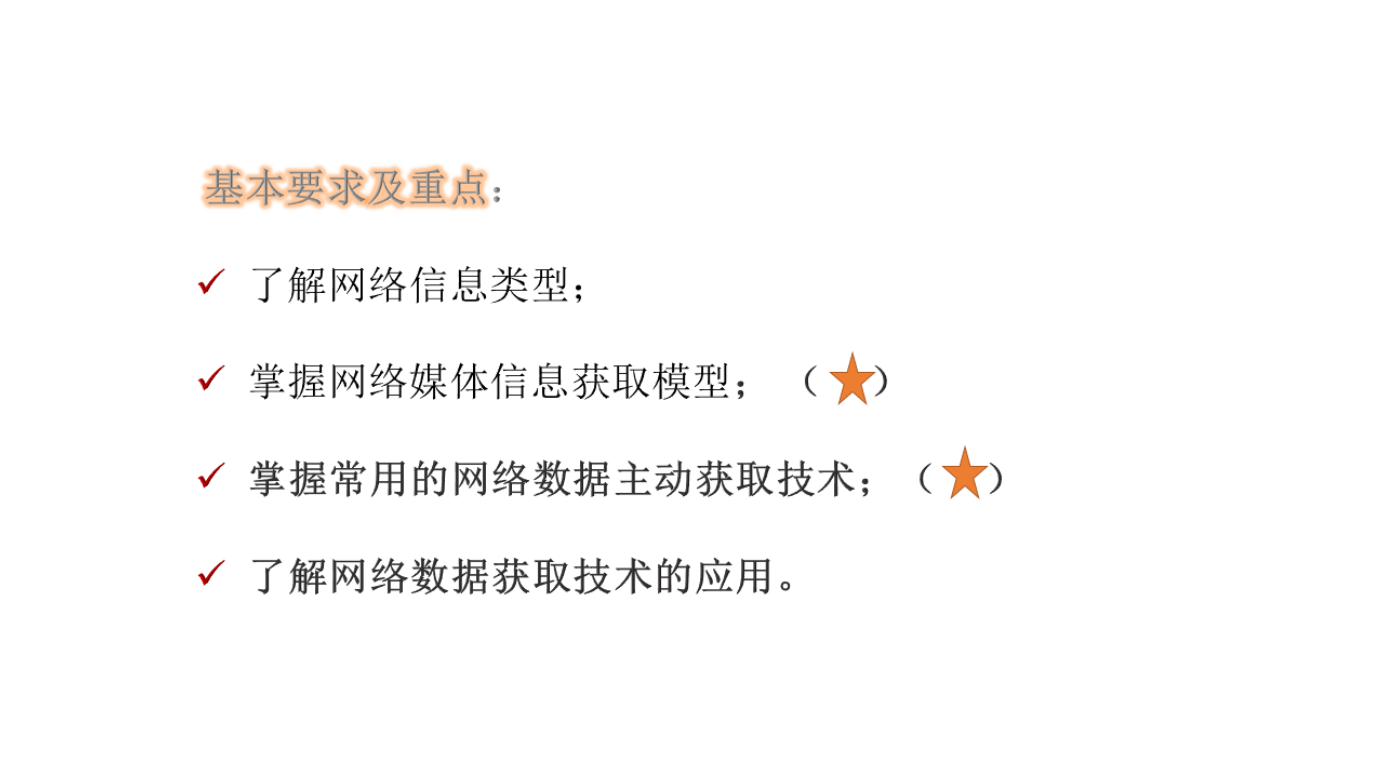 基本要求及重点：
了解网络信息类型；
掌握网络媒体信息获取模型；（）
掌握常用的网络数据主动获取技术；（）
了解网络数据获取技术的应用。